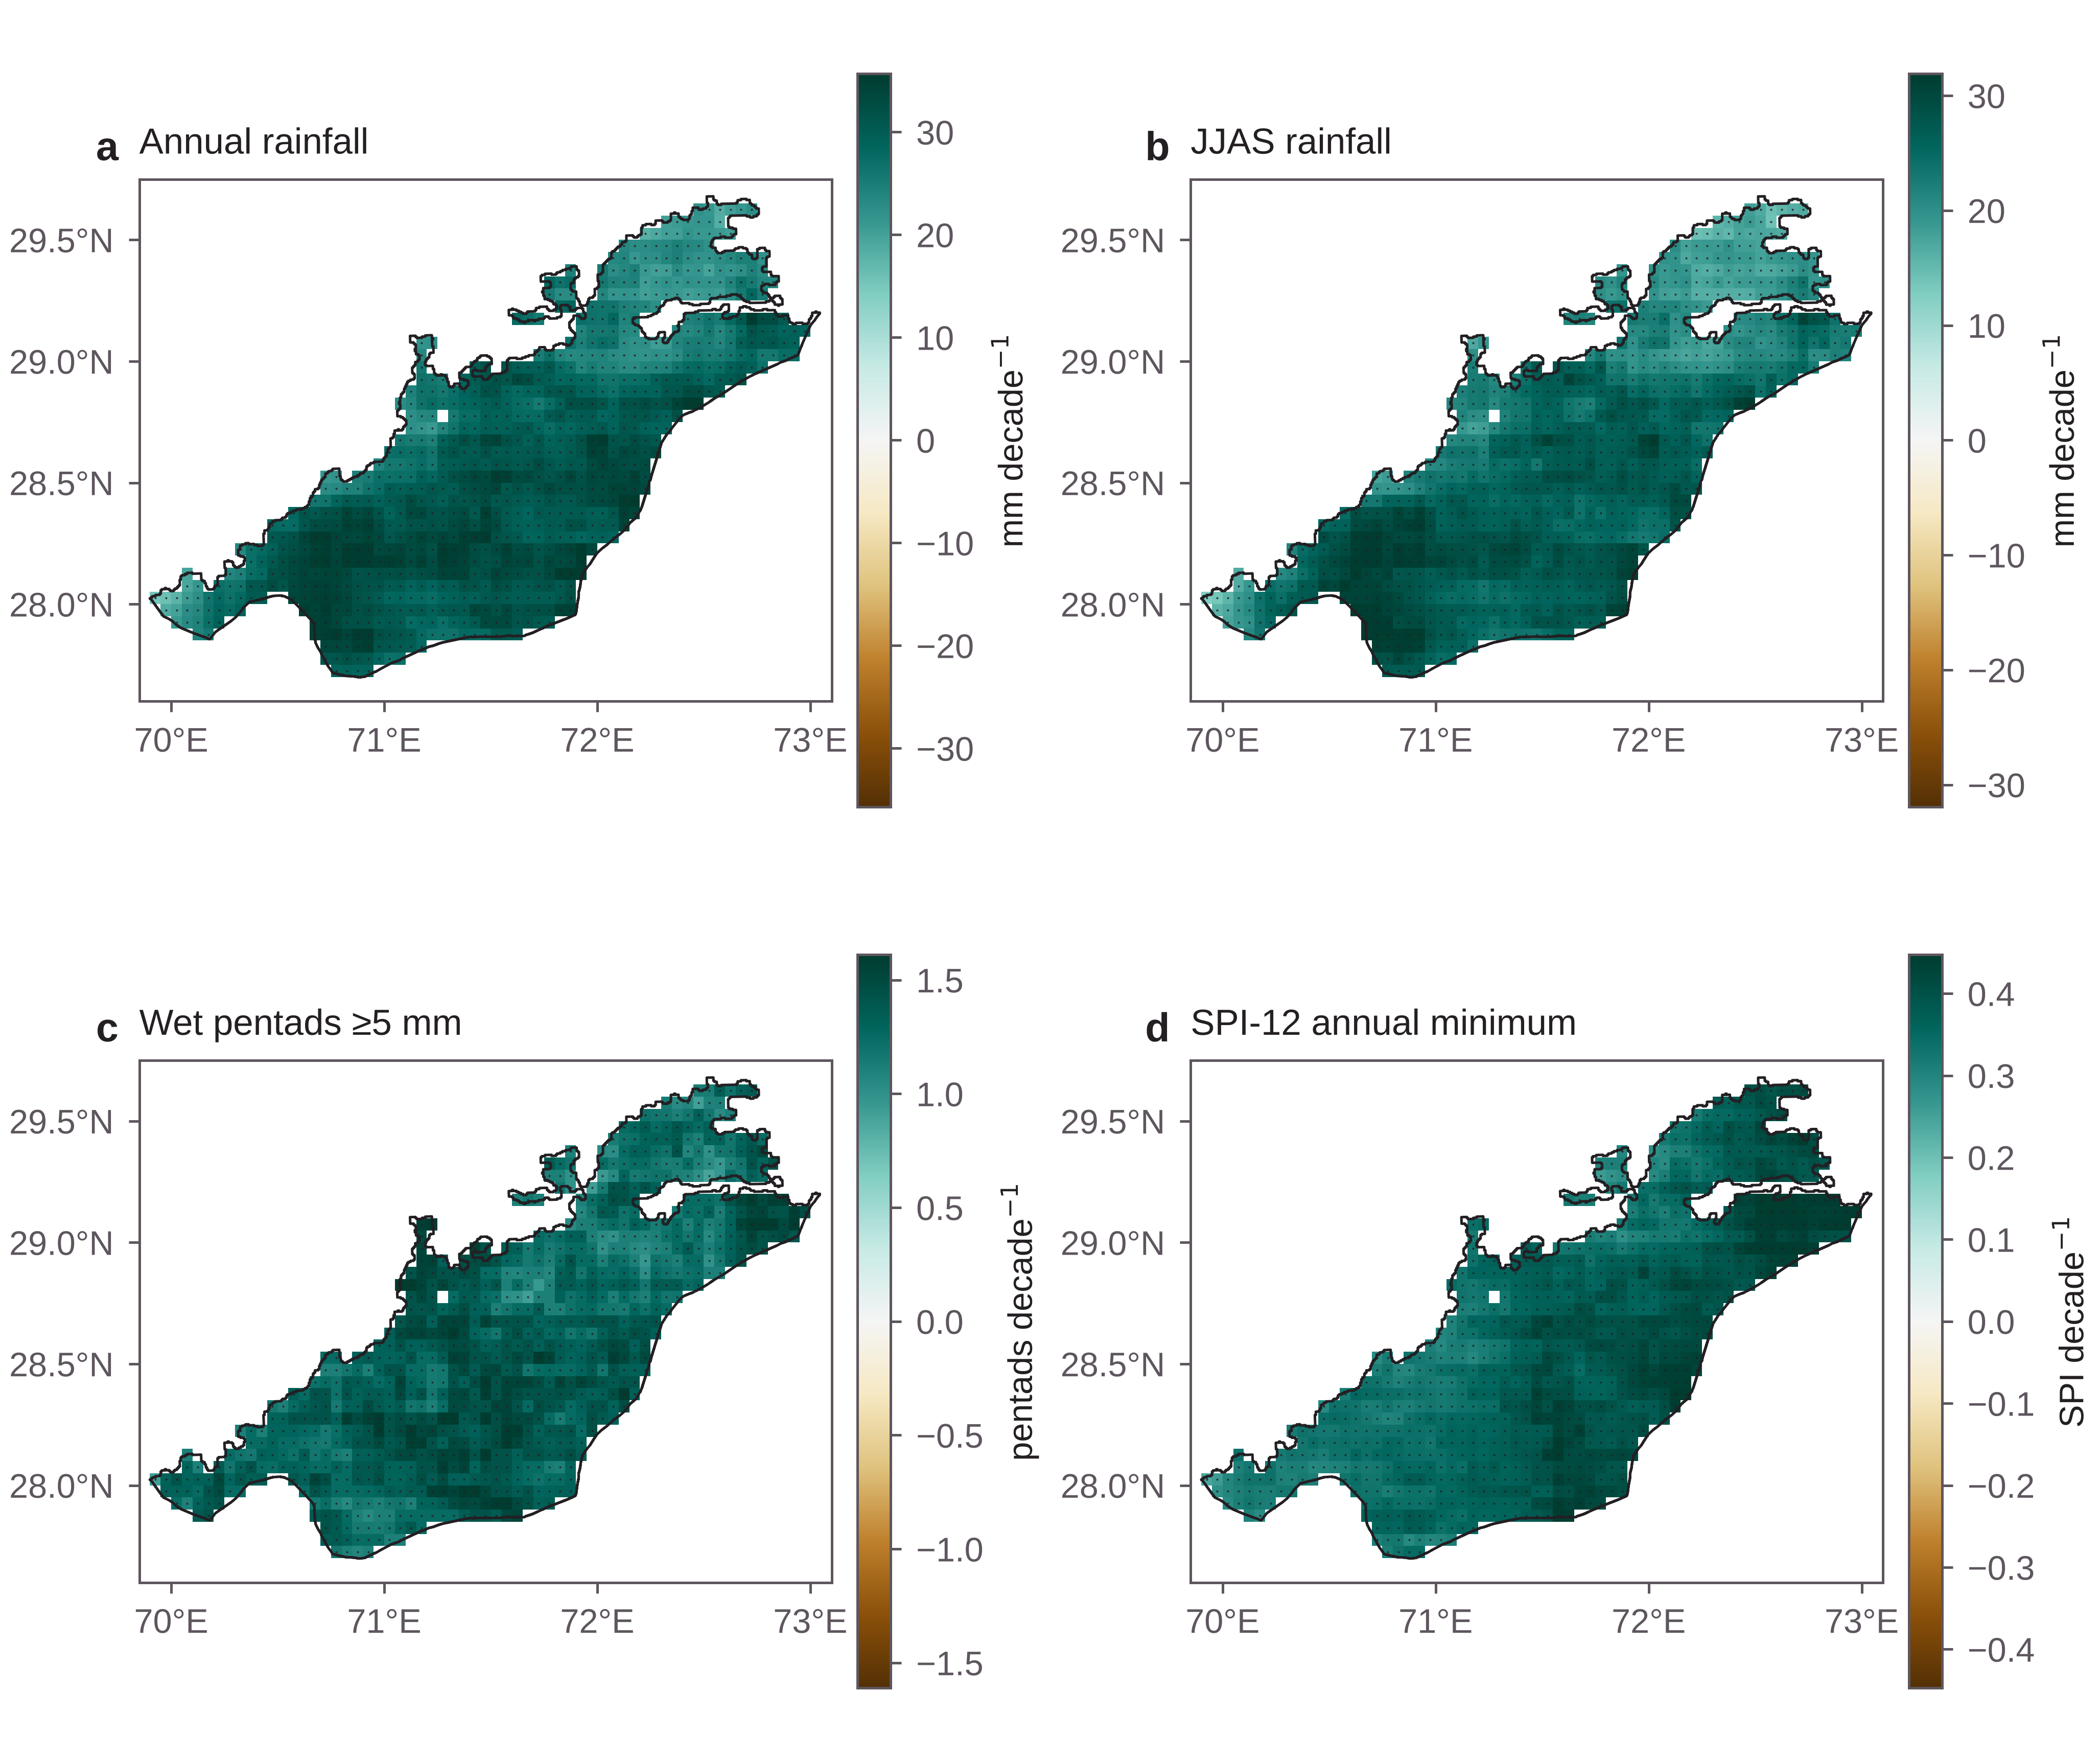 a Annual rainfall
29.5°N
29.0°N
28.5°N
28.0°N
70°E 71°E 72°E 73°E
30
20
10
0
−10
−20
−30
mm decade⁻¹
b JJAS rainfall
29.5°N
29.0°N
28.5°N
28.0°N
70°E 71°E 72°E 73°E
30
20
10
0
−10
−20
−30
mm decade⁻¹
c Wet pentads ≥5 mm
29.5°N
29.0°N
28.5°N
28.0°N
70°E 71°E 72°E 73°E
1.5
1.0
0.5
0.0
−0.5
−1.0
−1.5
pentads decade⁻¹
d SPI-12 annual minimum
29.5°N
29.0°N
28.5°N
28.0°N
70°E 71°E 72°E 73°E
0.4
0.3
0.2
0.1
0.0
−0.1
−0.2
−0.3
−0.4
SPI decade⁻¹